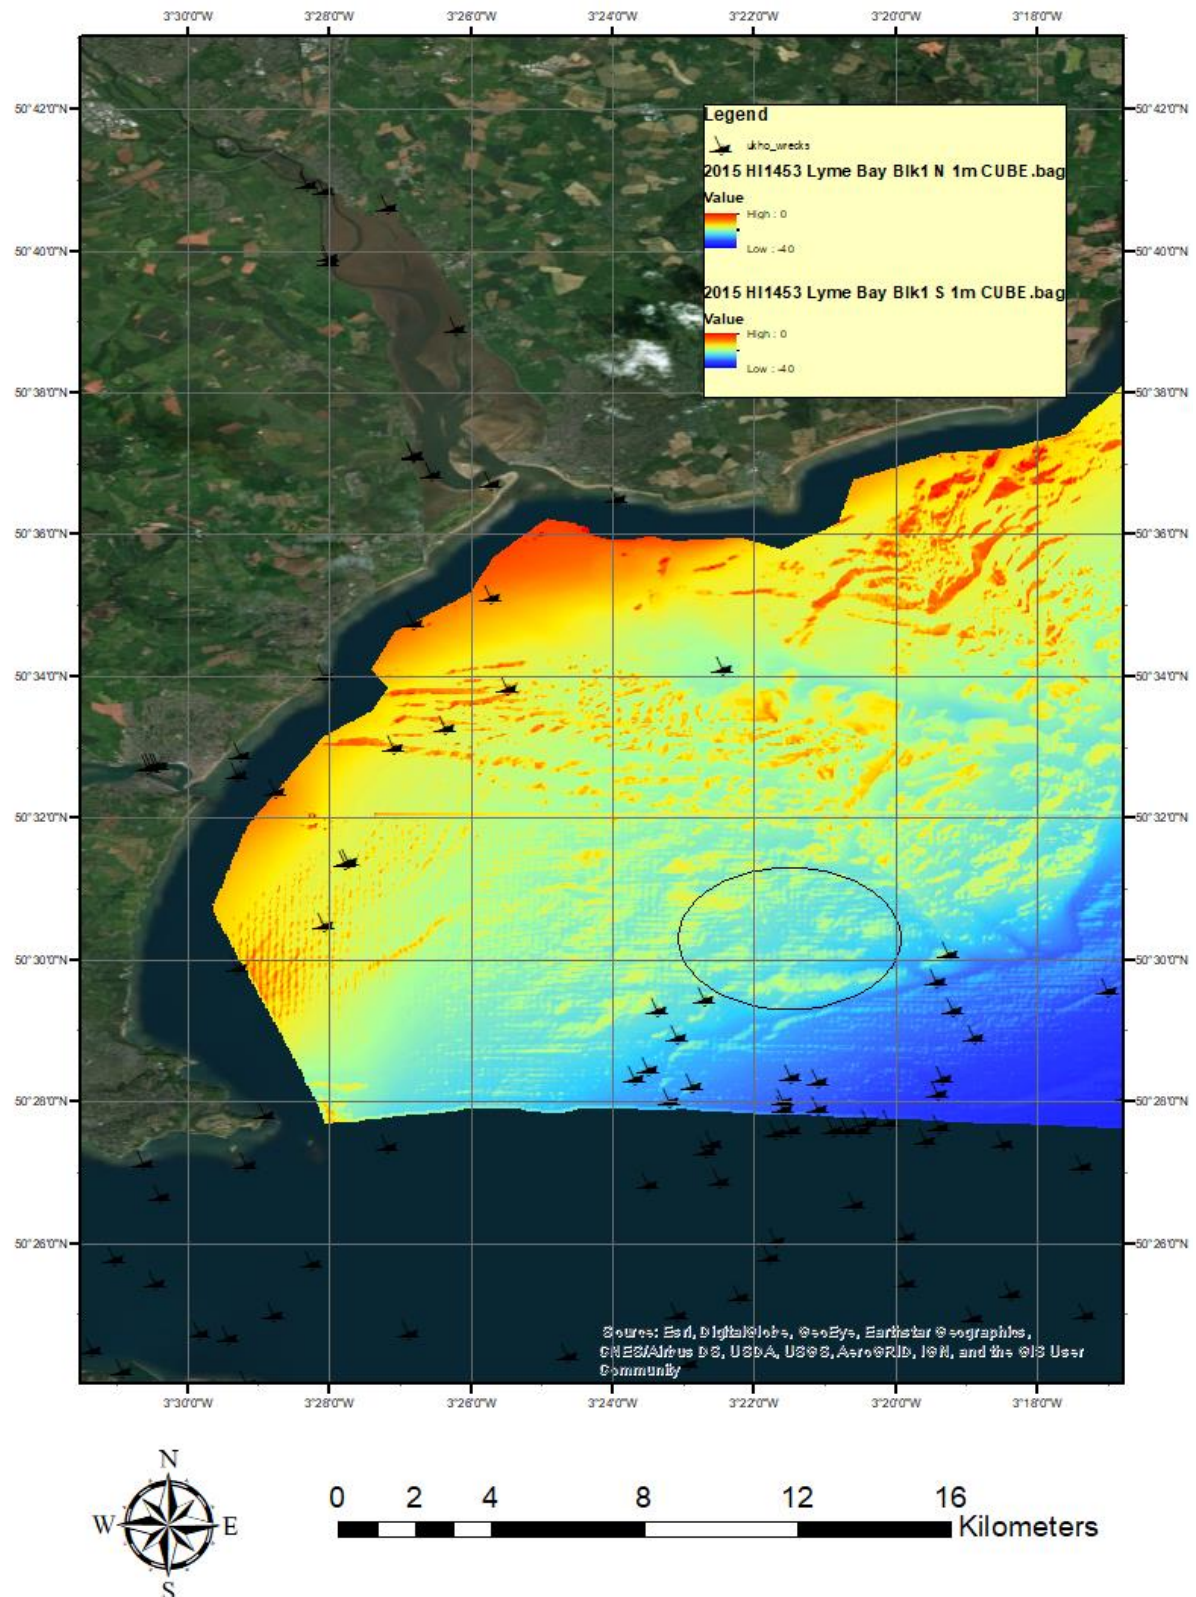 3°30'0"W 3°28'0"W 3°26'0"W 3°24'0"W 3°22'0"W 3°20'0"W 3°18'0"W
50°42'0"N 50°42'0"N
Legend
ukho_wrecks
2015 HI1453 Lyme Bay Blk1 N 1m CUBE.bag
Value
High : 0
Low : -40
50°40'0"N 50°40'0"N
2015 HI1453 Lyme Bay Blk1 S 1m CUBE.bag
Value
High : 0
Low : -40
50°38'0"N 50°38'0"N
50°36'0"N 50°36'0"N
50°34'0"N 50°34'0"N
50°32'0"N 50°32'0"N
50°30'0"N 50°30'0"N
50°28'0"N 50°28'0"N
50°26'0"N 50°26'0"N
Source: Esri, DigitalGlobe, GeoEye, Earthstar Geographics,
CNES/Airbus DS, USDA, USGS, AeroGRID, IGN, and the GIS User
Community
3°30'0"W 3°28'0"W 3°26'0"W 3°24'0"W 3°22'0"W 3°20'0"W 3°18'0"W
N
W E
S
0 2 4 8 12 16
Kilometers